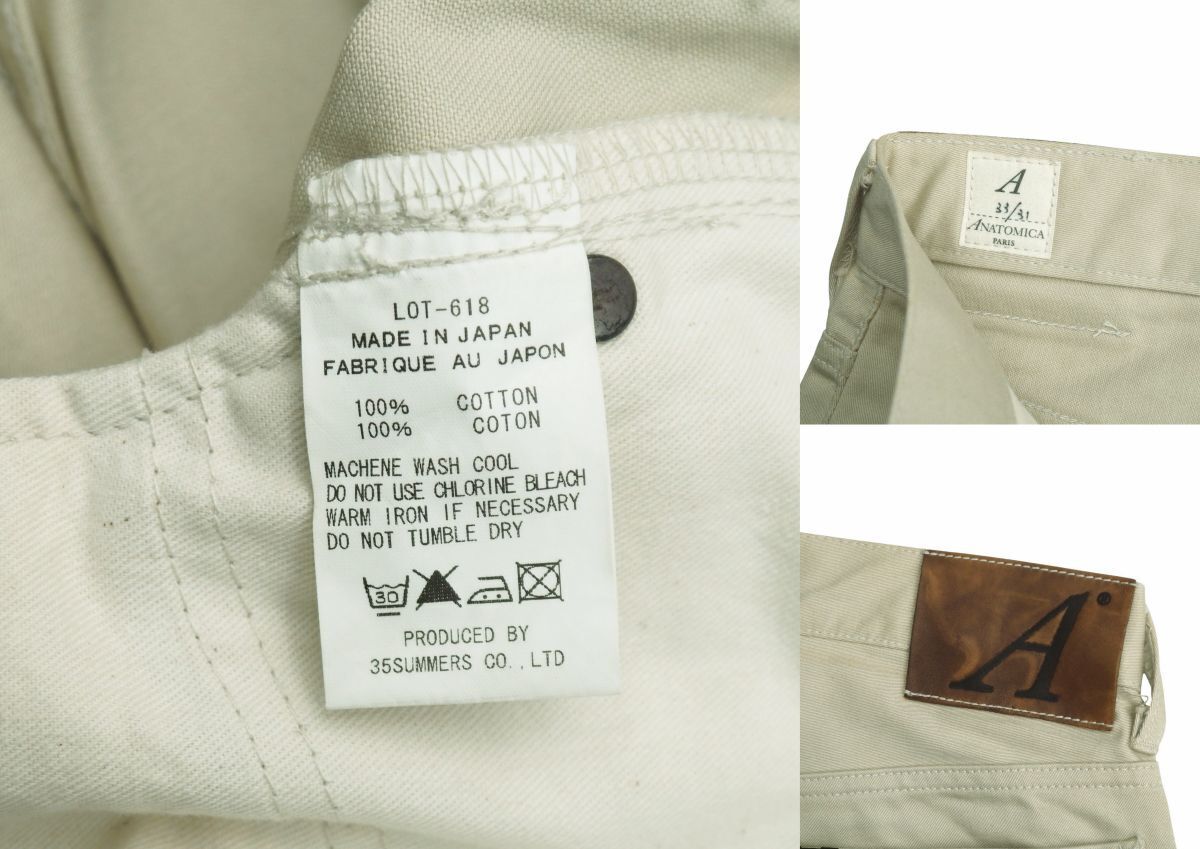 LOT-618
MADE IN JAPAN
FABRIQUE AU JAPON
100% COTTON
100% COTON
MACHENE WASH COOL
DO NOT USE CHLORINE BLEACH
WARM IRON IF NECESSARY
DO NOT TUMBLE DRY
30
PRODUCED BY
35SUMMERS CO.,LTD
A
33/31
ANATOMICA
PARIS
A®